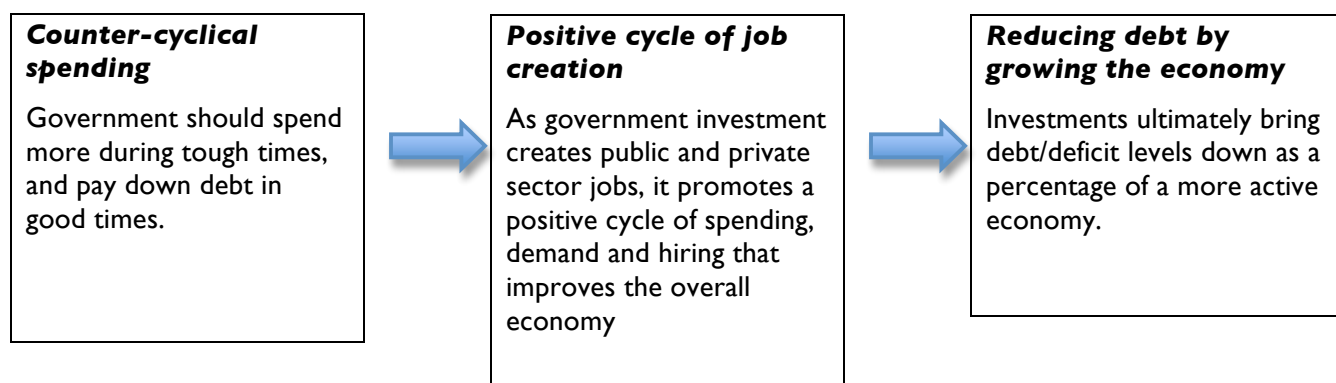 Counter-cyclical
spending
Government should spend
more during tough times,
and pay down debt in
good times.
Positive cycle of job
creation
As government investment
creates public and private
sector jobs, it promotes a
positive cycle of spending,
demand and hiring that
improves the overall
economy
Reducing debt by
growing the economy
Investments ultimately bring
debt/deficit levels down as a
percentage of a more active
economy.